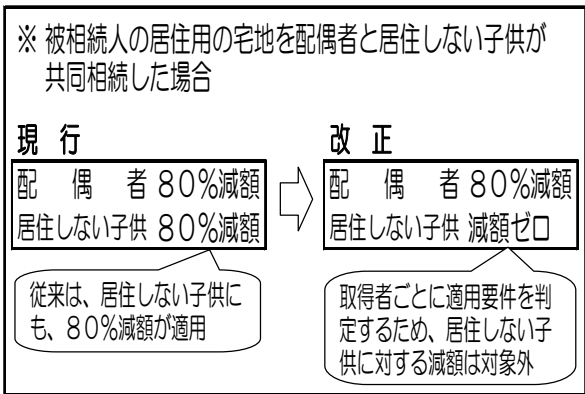 ※ 被相続人の居住用の宅地を配偶者と居住しない子供が
共同相続した場合
現 行
配 偶 者 80%減額
居住しない子供 80%減額
従来は、居住しない子供に
も、80%減額が適用
改 正
配 偶 者 80%減額
居住しない子供 減額ゼロ
取得者ごとに適用要件を判
定するため、居住しない子
供に対する減額は対象外